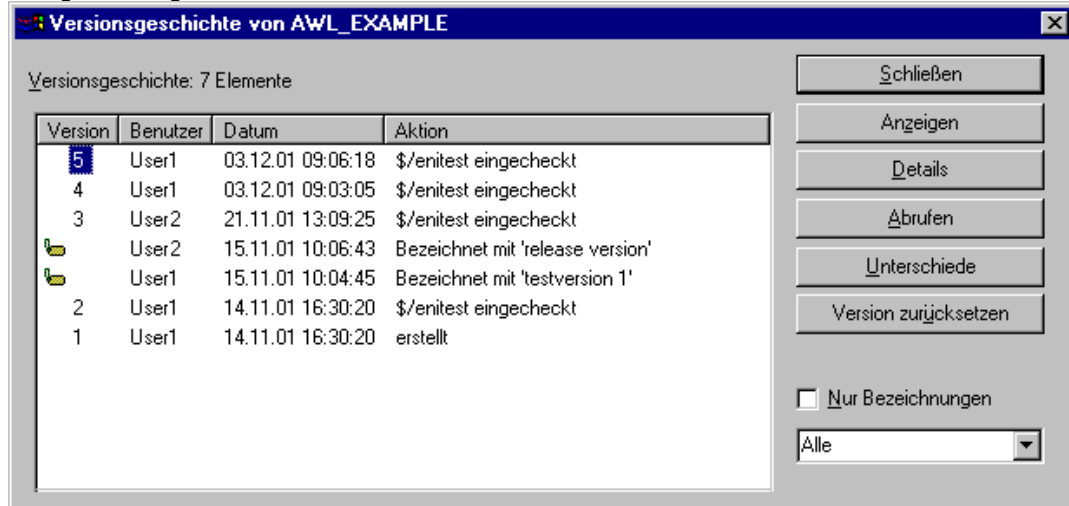 Versionsgeschichte von AWL_EXAMPLE
Versionsgeschichte: 7 Elemente
Version Benutzer Datum Aktion
5 User1 03.12.01 09:06:18 $/enitest eingecheckt
4 User1 03.12.01 09:03:05 $/enitest eingecheckt
3 User2 21.11.01 13:09:25 $/enitest eingecheckt
User2 15.11.01 10:06:43 Bezeichnet mit 'release version'
User1 15.11.01 10:04:45 Bezeichnet mit 'testversion 1'
2 User1 14.11.01 16:30:20 $/enitest eingecheckt
1 User1 14.11.01 16:30:20 erstellt
Schließen
Anzeigen
Details
Abrufen
Unterschiede
Version zurücksetzen
Nur Bezeichnungen
Alle